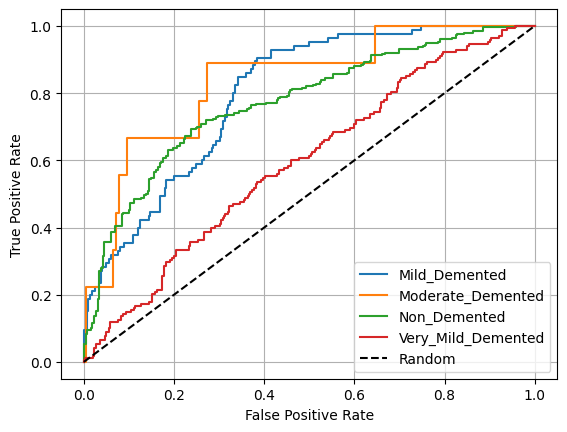 True Positive Rate
1.0
0.8
0.6
0.4
0.2
0.0
Mild_Demented
Moderate_Demented
Non_Demented
Very_Mild_Demented
Random
0.0 0.2 0.4 0.6 0.8 1.0
False Positive Rate